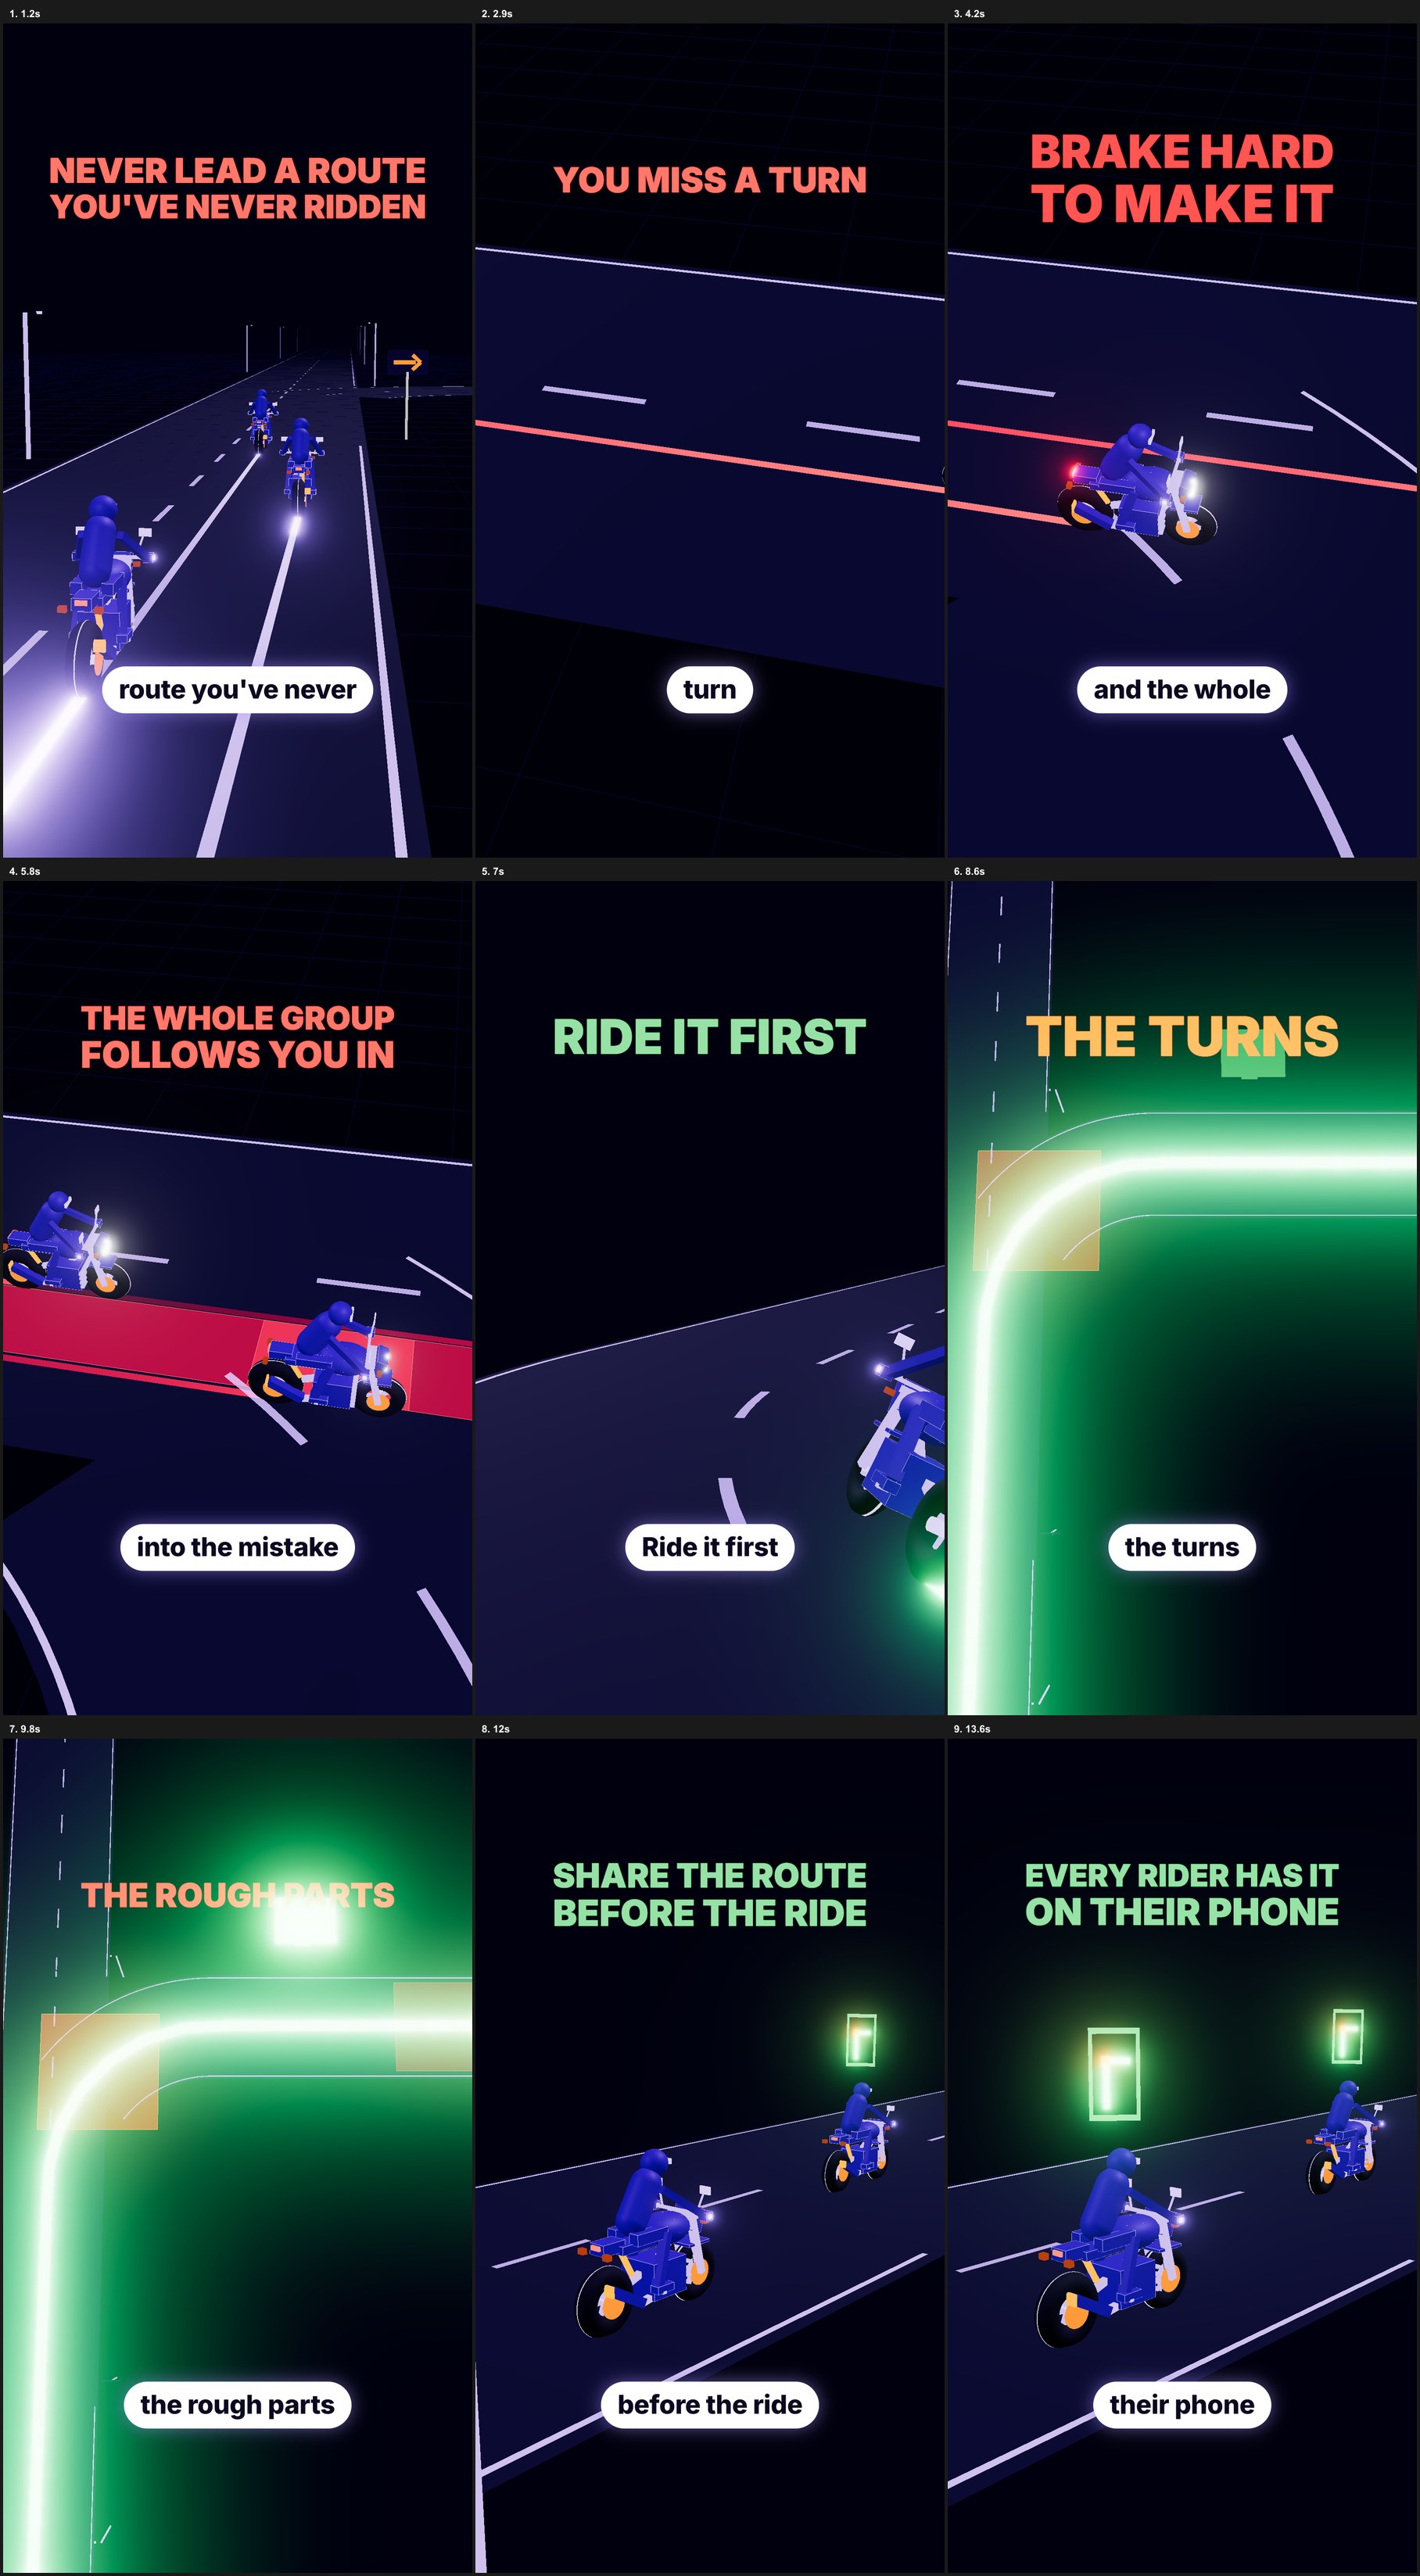 1. 1.2s
NEVER LEAD A ROUTE
YOU'VE NEVER RIDDEN
route you've never
2. 2.9s
YOU MISS A TURN
turn
3. 4.2s
BRAKE HARD
TO MAKE IT
and the whole
4. 5.8s
THE WHOLE GROUP
FOLLOWS YOU IN
into the mistake
5. 7s
RIDE IT FIRST
Ride it first
6. 8.6s
THE TURNS
the turns
7. 9.8s
THE ROUGH PARTS
the rough parts
8. 12s
SHARE THE ROUTE
BEFORE THE RIDE
before the ride
9. 13.6s
EVERY RIDER HAS IT
ON THEIR PHONE
their phone